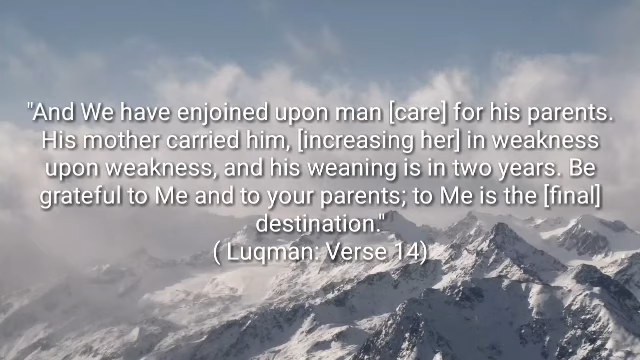 "And We have enjoined upon man [care] for his parents.
His mother carried him, [increasing her] in weakness
upon weakness, and his weaning is in two years. Be
grateful to Me and to your parents; to Me is the [final]
destination."
( Luqman: Verse 14)